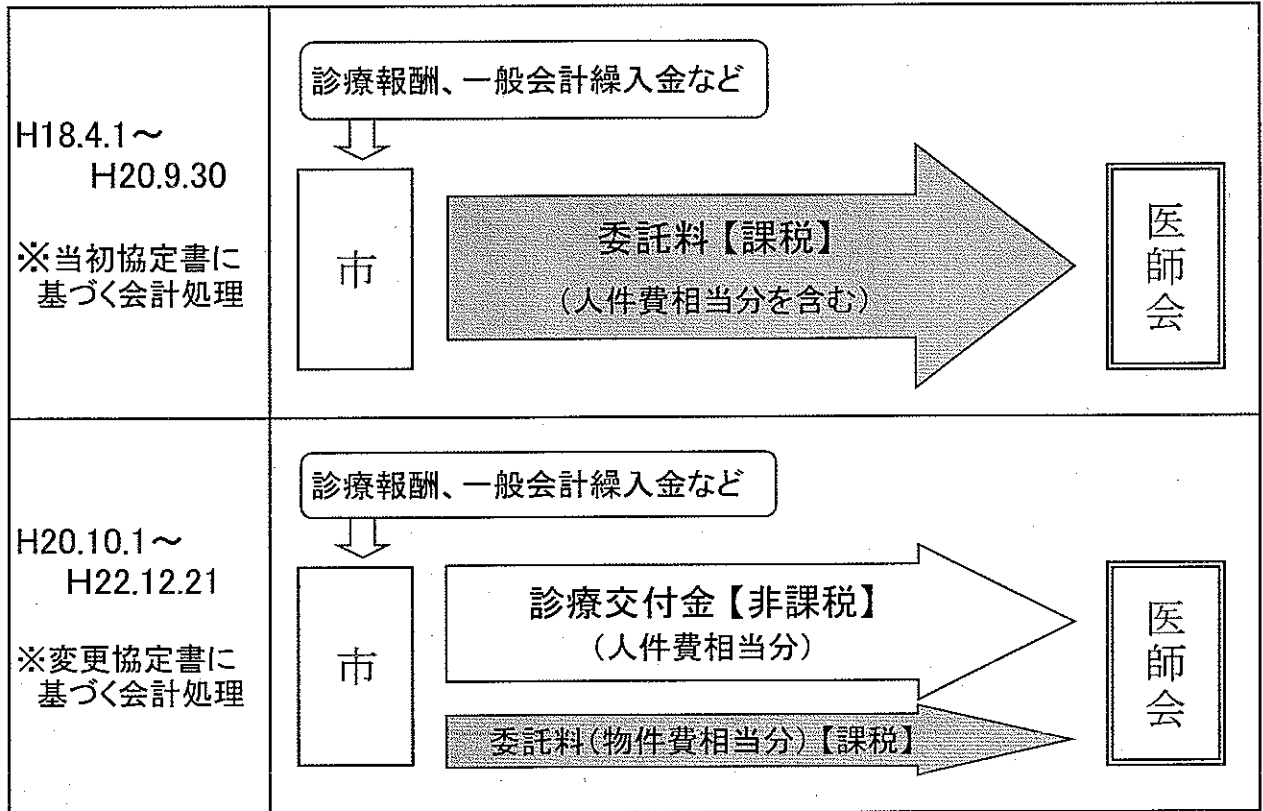 H18.4.1～
H20.9.30
※当初協定書に
基づく会計処理
診療報酬、一般会計繰入金など
市
委託料【課税】
(人件費相当分を含む)
医師会
H20.10.1～
H22.12.21
※変更協定書に
基づく会計処理
診療報酬、一般会計繰入金など
市
診療交付金【非課税】
(人件費相当分)
委託料(物件費相当分)【課税】
医師会